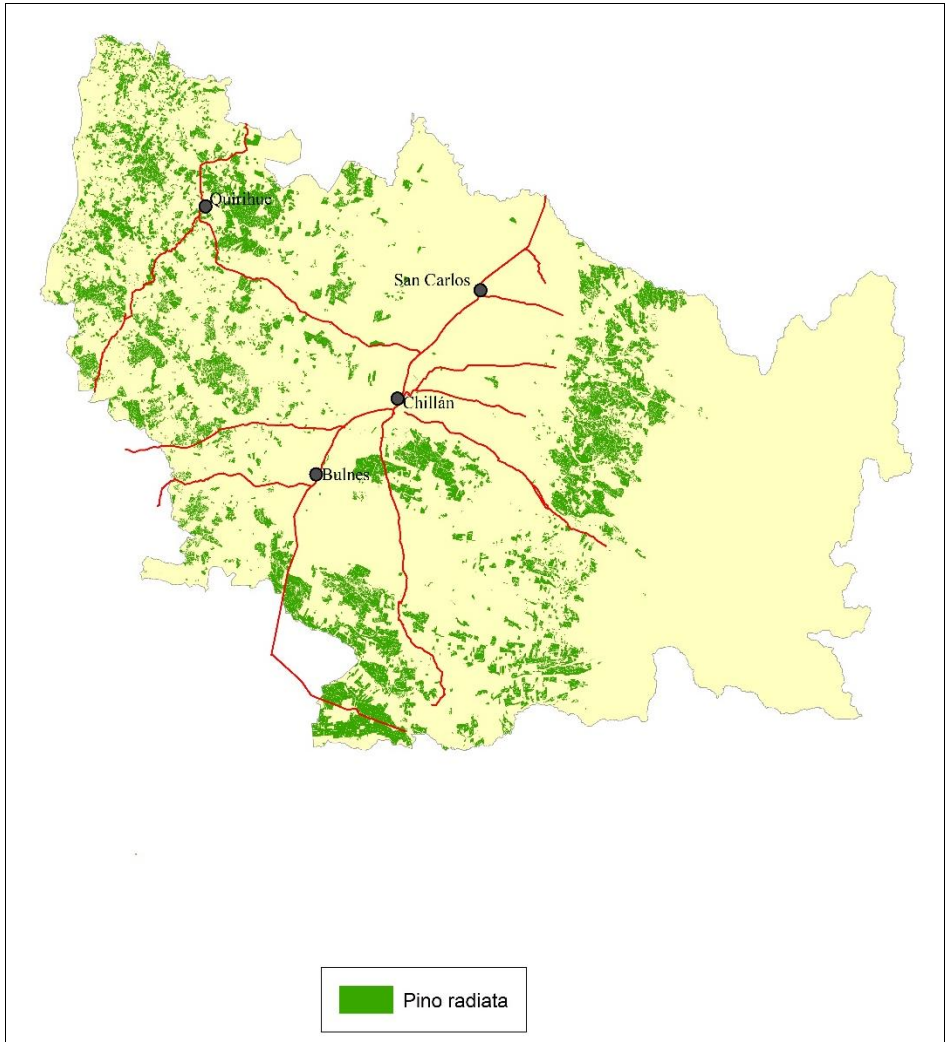 Quirihue
San Carlos
Chillán
Bulnes
Pino radiata